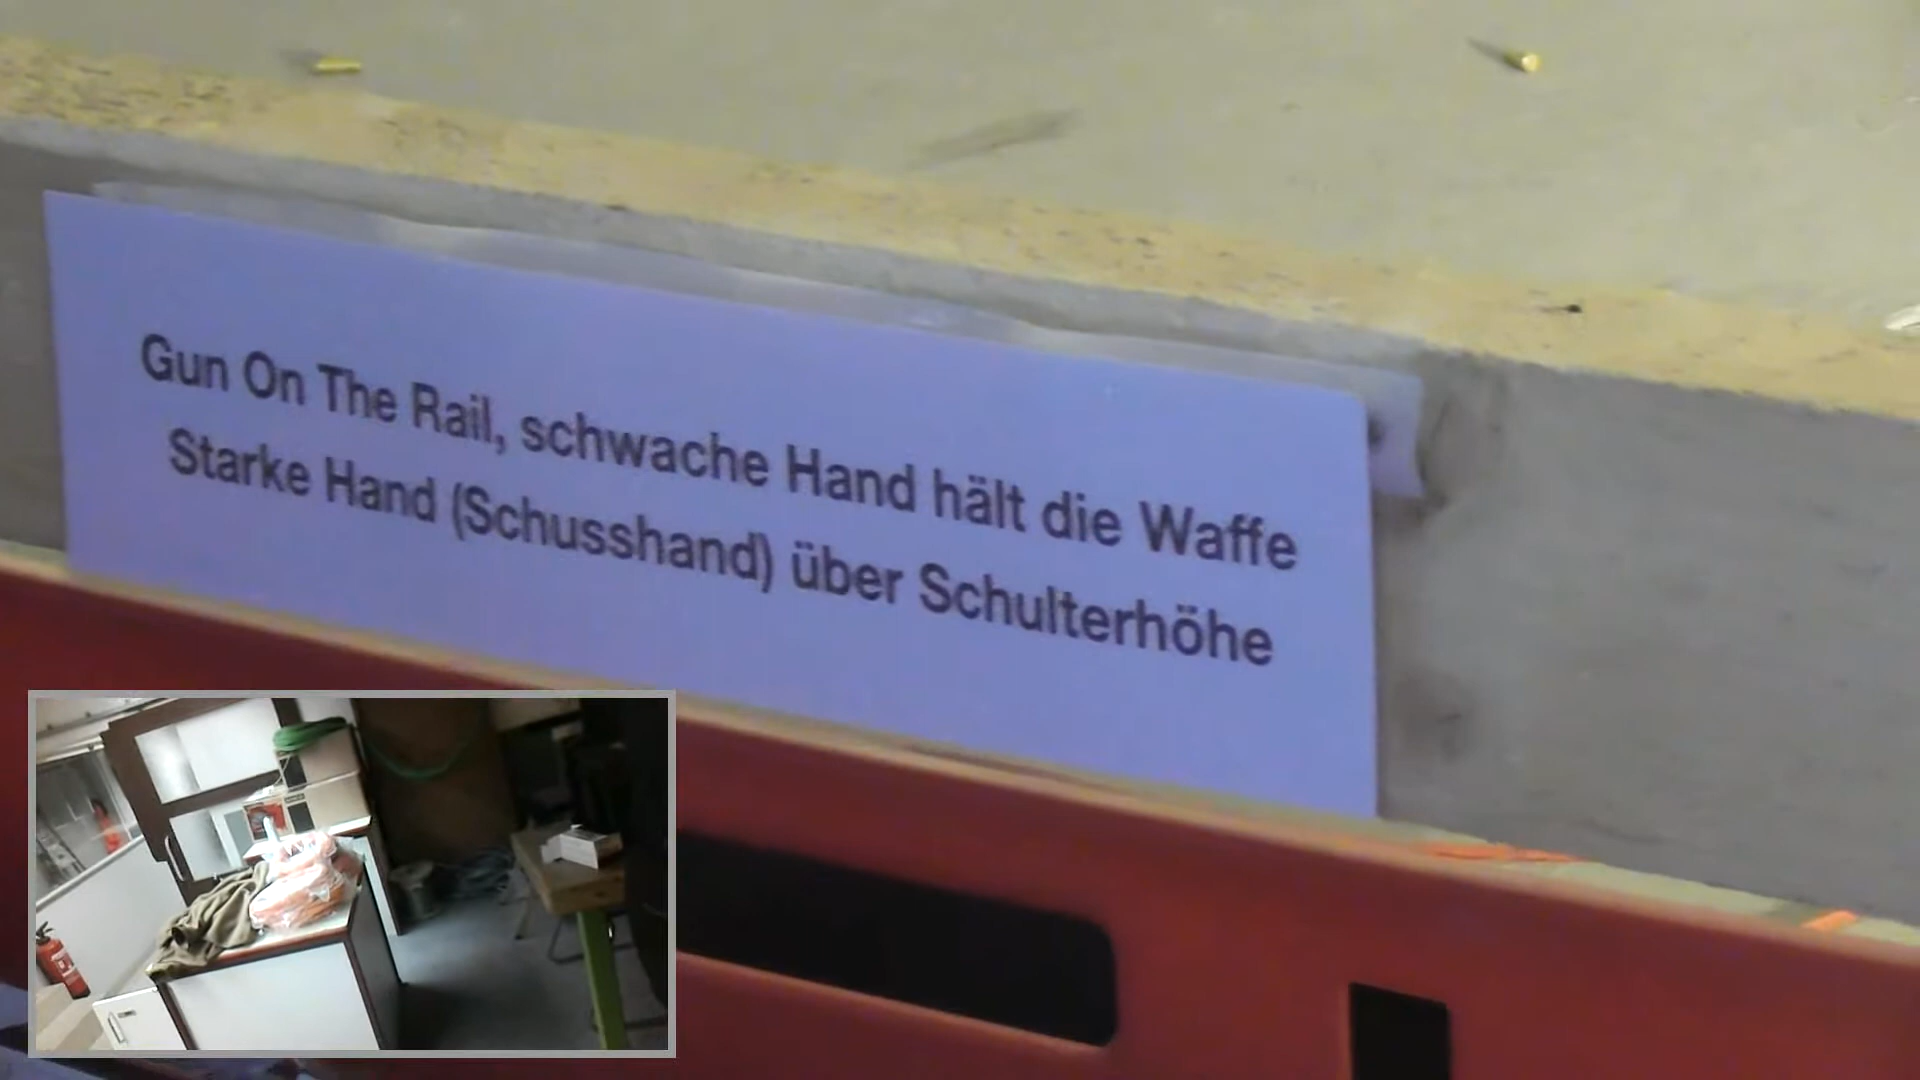 Gun On The Rail, schwache Hand hält die Waffe
Starke Hand (Schusshand) über Schulterhöhe